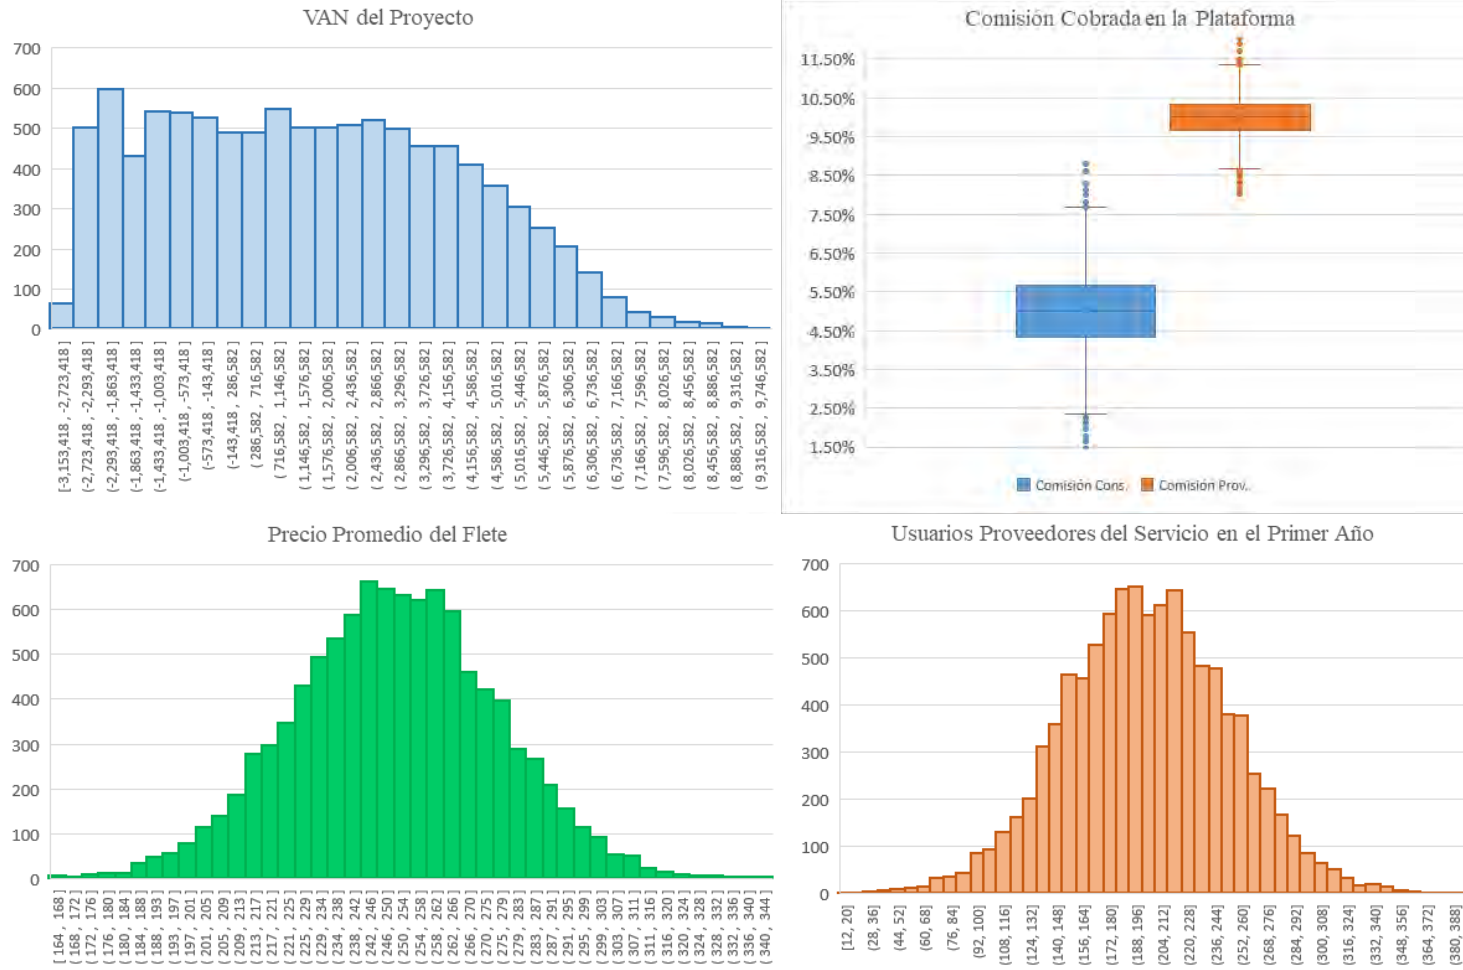 VAN del Proyecto
700
600
500
400
300
200
100
0
[-3,153,418 , -2,723,418 ]
(-2,723,418 , -2,293,418 ]
(-2,293,418 , -1,863,418 ]
(-1,863,418 , -1,433,418 ]
(-1,433,418 , -1,003,418 ]
(-1,003,418 , -573,418 ]
(-573,418 , -143,418 ]
(-143,418 , 286,582 ]
( 286,582 , 716,582 ]
( 716,582 , 1,146,582 ]
( 1,146,582 , 1,576,582 ]
( 1,576,582 , 2,006,582 ]
( 2,006,582 , 2,436,582 ]
( 2,436,582 , 2,866,582 ]
( 2,866,582 , 3,296,582 ]
( 3,296,582 , 3,726,582 ]
( 3,726,582 , 4,156,582 ]
( 4,156,582 , 4,586,582 ]
( 4,586,582 , 5,016,582 ]
( 5,016,582 , 5,446,582 ]
( 5,446,582 , 5,876,582 ]
( 5,876,582 , 6,306,582 ]
( 6,306,582 , 6,736,582 ]
( 6,736,582 , 7,166,582 ]
( 7,166,582 , 7,596,582 ]
( 7,596,582 , 8,026,582 ]
( 8,026,582 , 8,456,582 ]
( 8,456,582 , 8,886,582 ]
( 8,886,582 , 9,316,582 ]
( 9,316,582 , 9,746,582 ]
Comisión Cobrada en la Plataforma
11.50%
10.50%
9.50%
8.50%
7.50%
6.50%
5.50%
4.50%
3.50%
2.50%
1.50%
Comisión Cons. Comisión Prov..
Precio Promedio del Flete
700
600
500
400
300
200
100
0
[ 164 , 168 ]
( 168 , 172 ]
( 172 , 176 ]
( 176 , 180 ]
( 180 , 184 ]
( 184 , 188 ]
( 188 , 193 ]
( 193 , 197 ]
( 197 , 201 ]
( 201 , 205 ]
( 205 , 209 ]
( 209 , 213 ]
( 213 , 217 ]
( 217 , 221 ]
( 221 , 225 ]
( 225 , 229 ]
( 229 , 234 ]
( 234 , 238 ]
( 238 , 242 ]
( 242 , 246 ]
( 246 , 250 ]
( 250 , 254 ]
( 254 , 258 ]
( 258 , 262 ]
( 262 , 266 ]
( 266 , 270 ]
( 270 , 275 ]
( 275 , 279 ]
( 279 , 283 ]
( 283 , 287 ]
( 287 , 291 ]
( 291 , 295 ]
( 295 , 299 ]
( 299 , 303 ]
( 303 , 307 ]
( 307 , 311 ]
( 311 , 316 ]
( 316 , 320 ]
( 320 , 324 ]
( 324 , 328 ]
( 328 , 332 ]
( 332 , 336 ]
( 336 , 340 ]
( 340 , 344 ]
Usuarios Proveedores del Servicio en el Primer Año
700
600
500
400
300
200
100
0
[12, 20]
(28, 36]
(44, 52]
(60, 68]
(76, 84]
(92, 100]
(108, 116]
(124, 132]
(140, 148]
(156, 164]
(172, 180]
(188, 196]
(204, 212]
(220, 228]
(236, 244]
(252, 260]
(268, 276]
(284, 292]
(300, 308]
(316, 324]
(332, 340]
(348, 356]
(364, 372]
(380, 388]